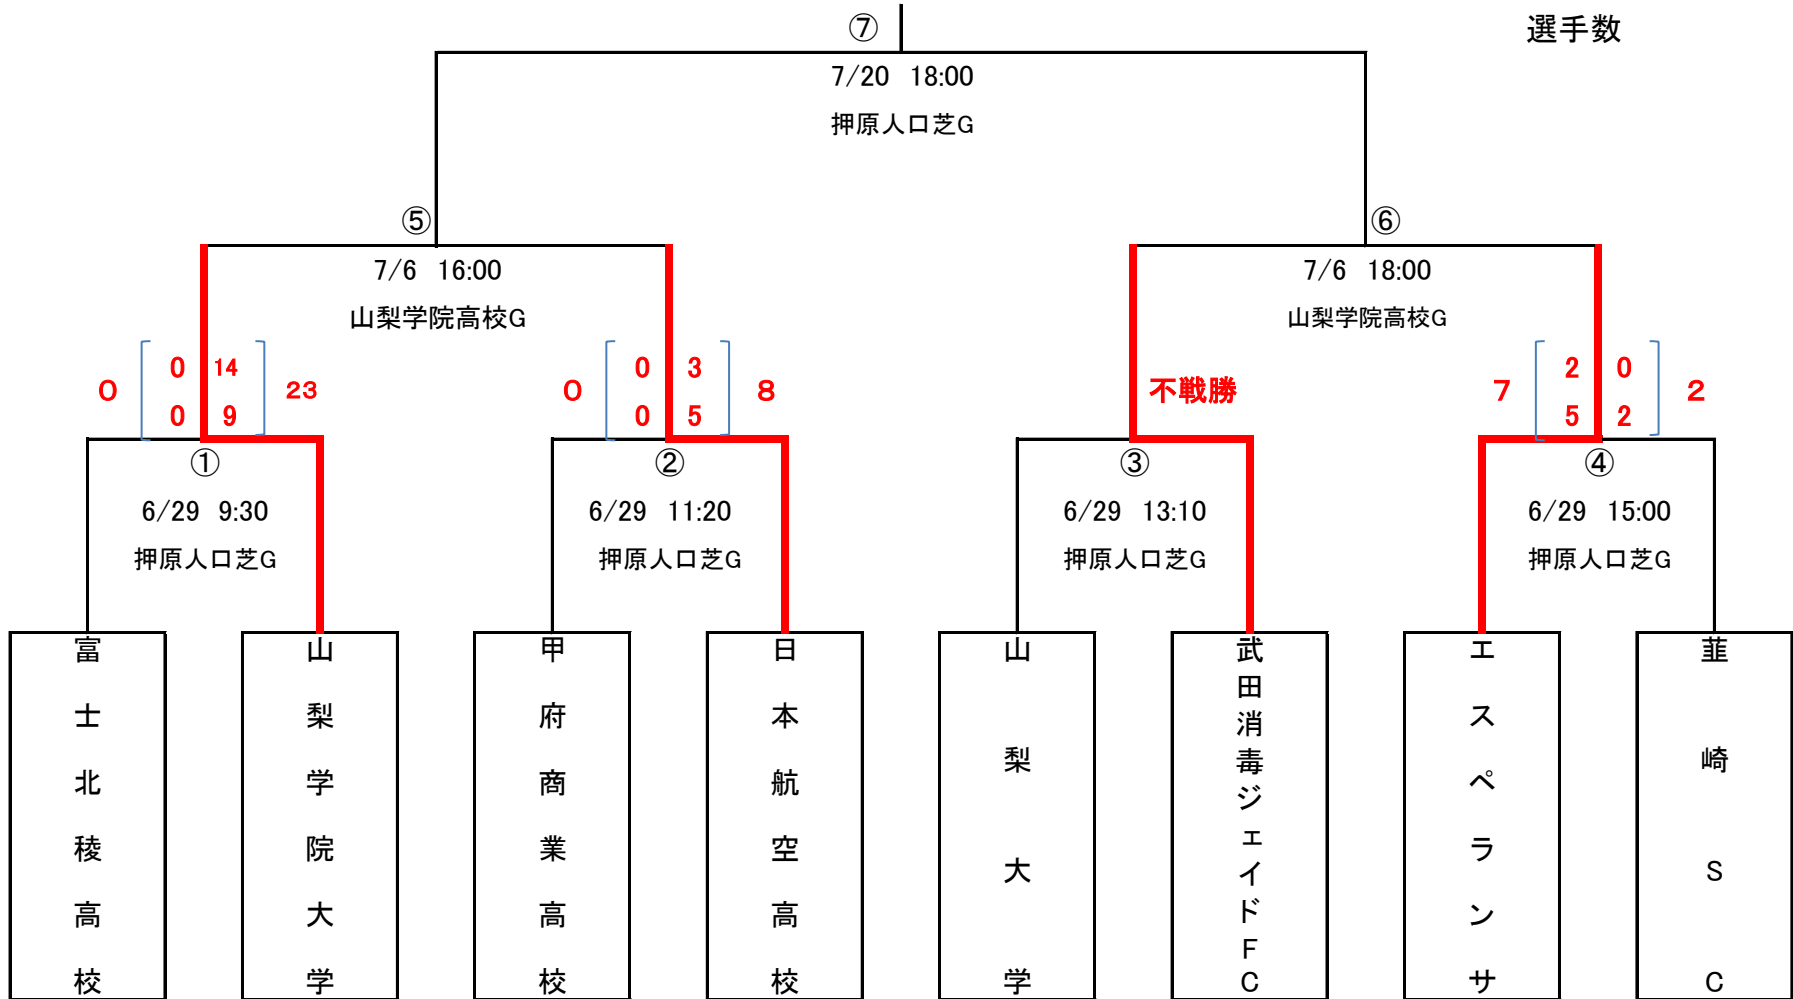 ⑦
選手数
7/20 18:00
押原人口芝G
⑤
⑥
7/6 16:00
7/6 18:00
山梨学院高校G
山梨学院高校G
0 0 14 23
0 9
0 0 3 8
0 5
不戦勝
7 2 0 2
5 2
①
②
③
④
6/29 9:30
6/29 11:20
6/29 13:10
6/29 15:00
押原人口芝G
押原人口芝G
押原人口芝G
押原人口芝G
富士北稜高校
山梨学院大学
甲府商業高校
日本航空高校
山梨大学
武田消毒ジェイドFC
エスペランサ
韮崎SC